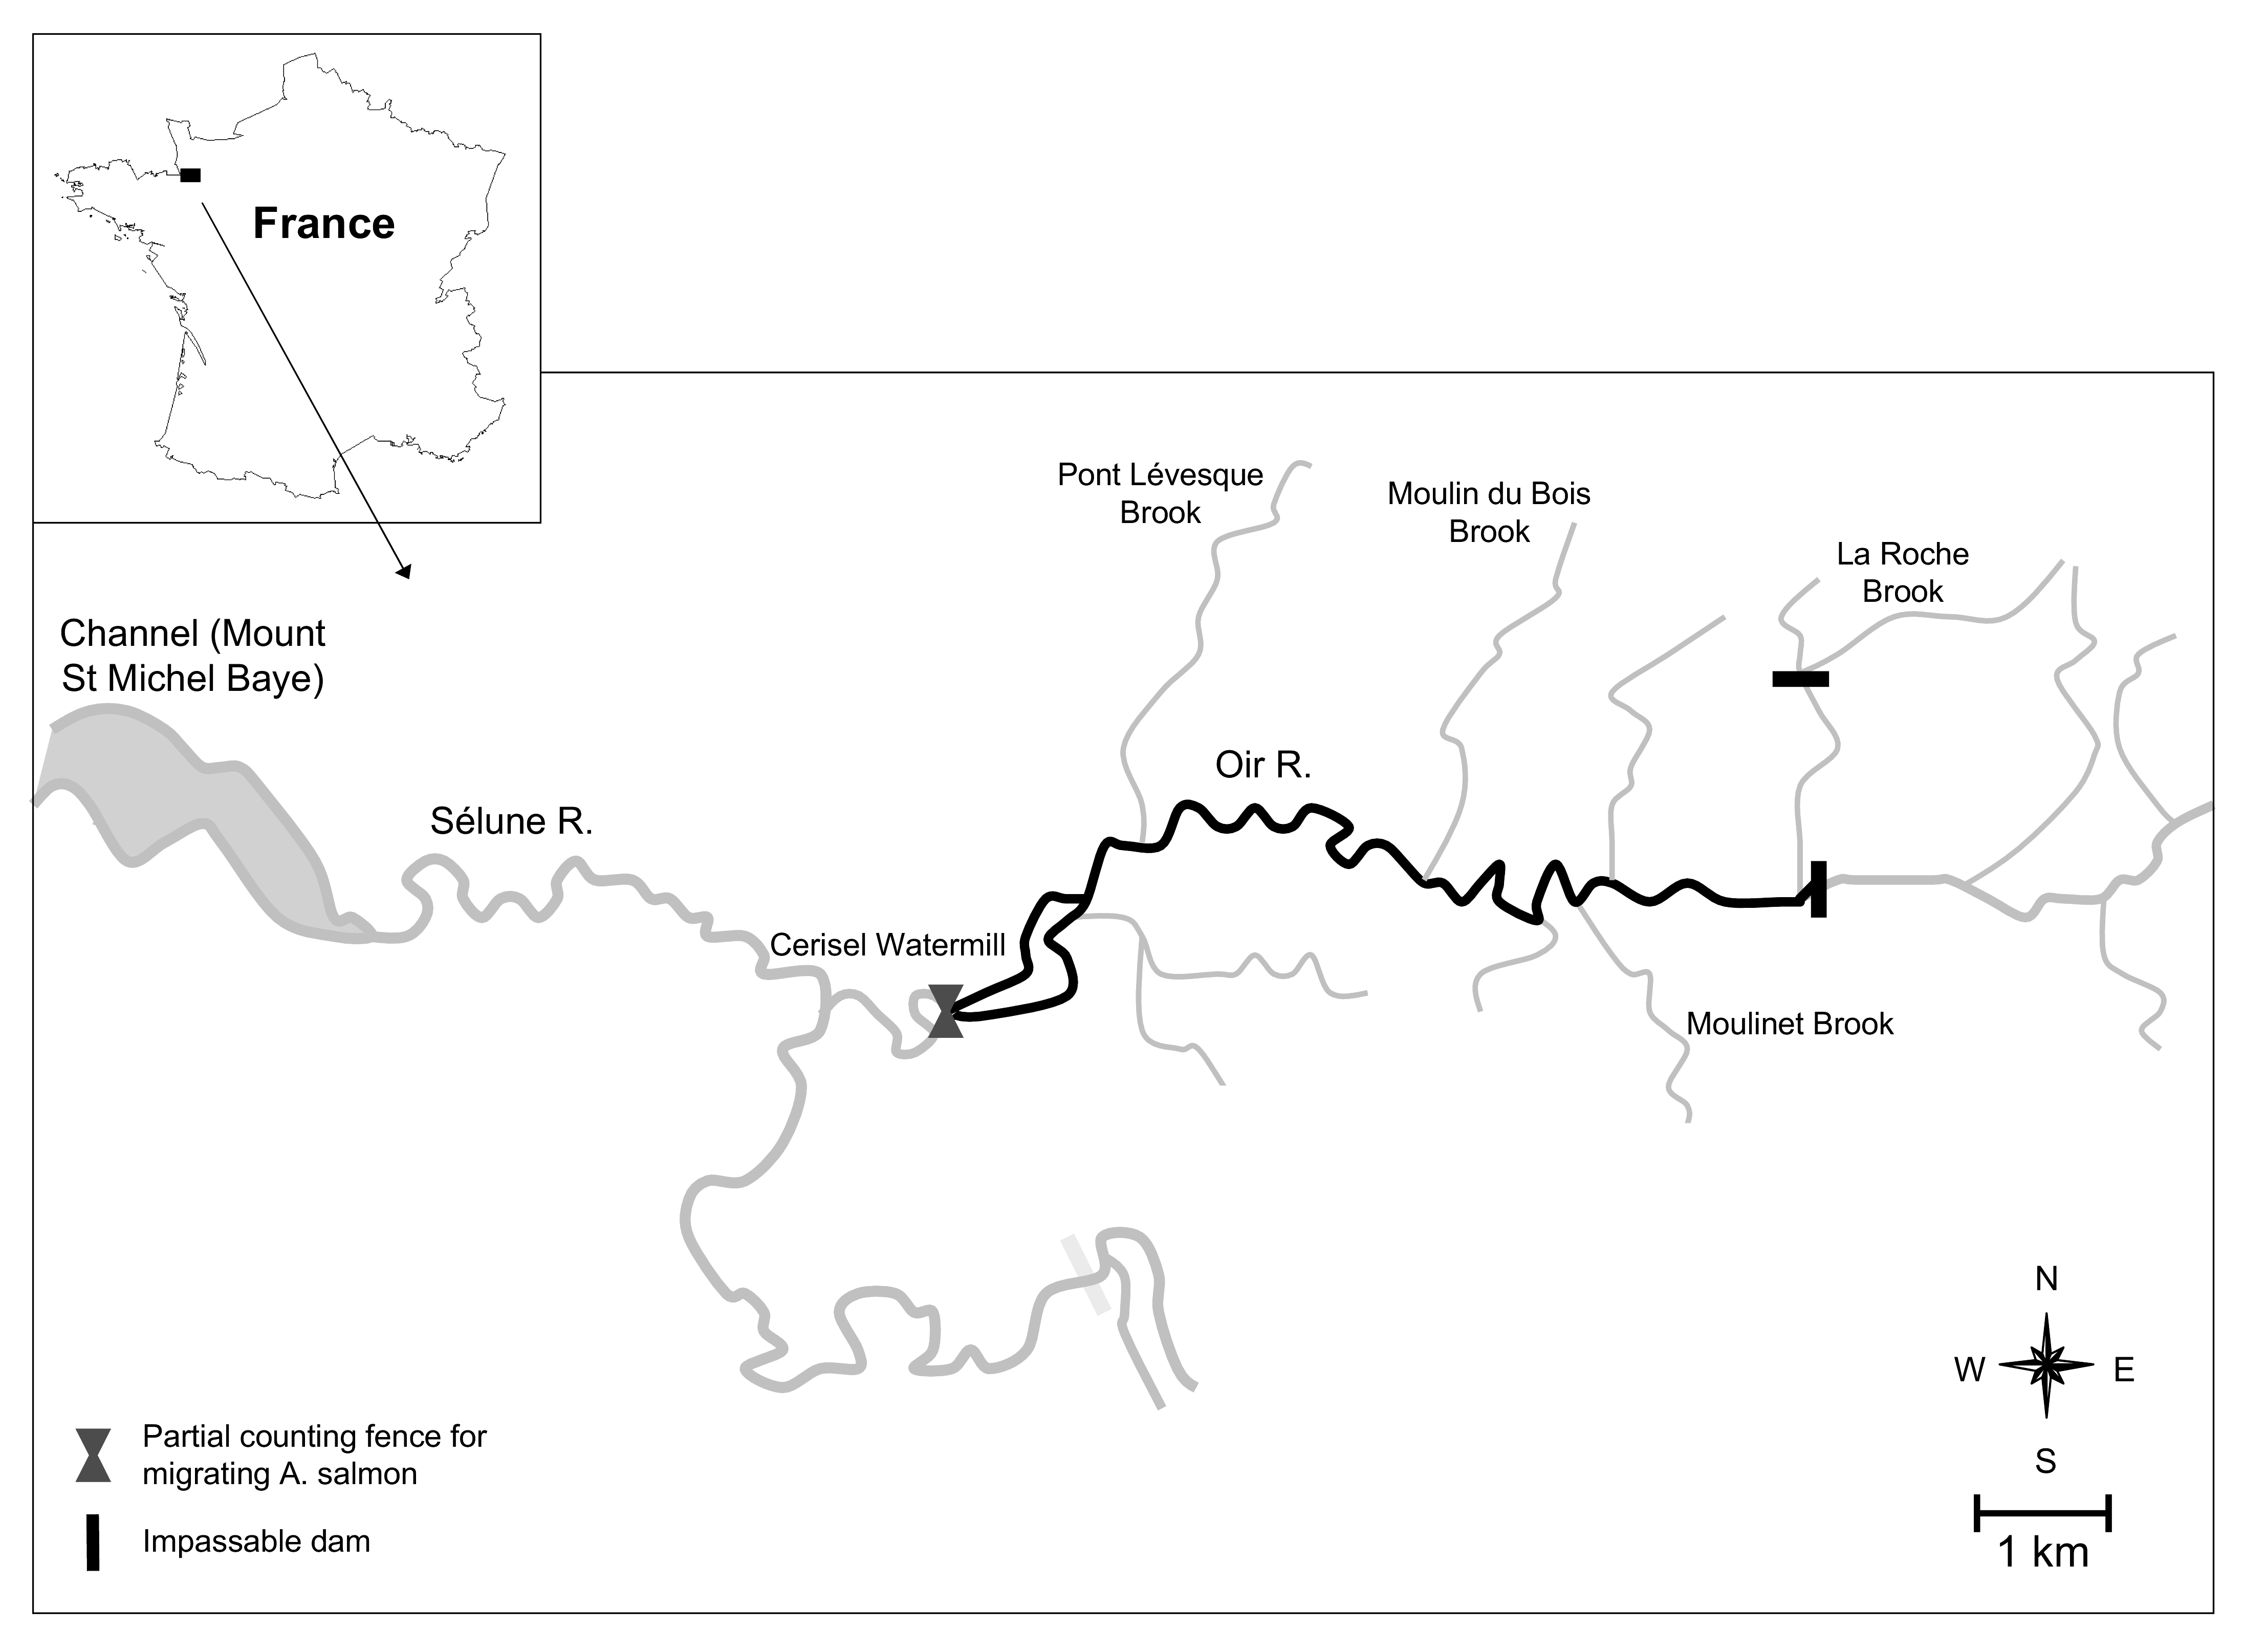 France
Channel (Mount
St Michel Baye)
Sélune R.
Cerisel Watermill
Pont Lévesque
Brook
Oir R.
Moulin du Bois
Brook
La Roche
Brook
Moulinet Brook
N
W
E
S
1 km
Partial counting fence for
migrating A. salmon
Impassable dam